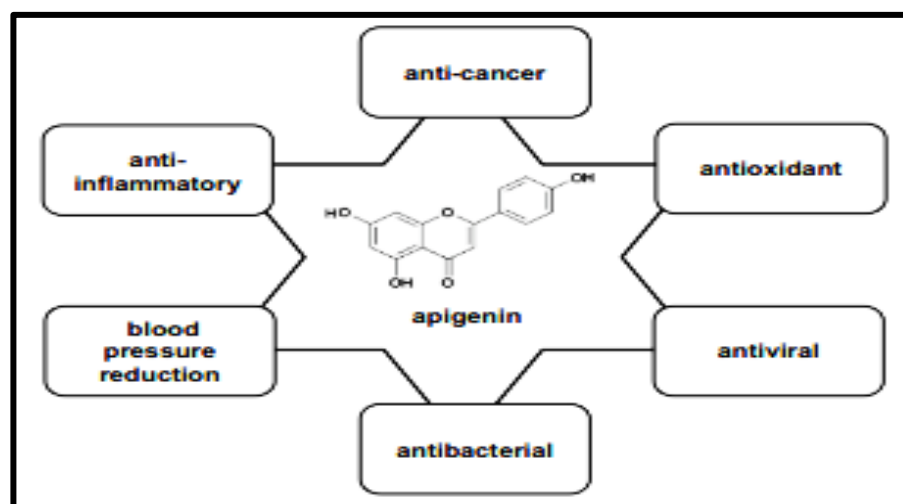 anti-cancer
anti-
inflammatory
antioxidant
OH
HO
O
OH
O
apigenin
blood
pressure
reduction
antiviral
antibacterial